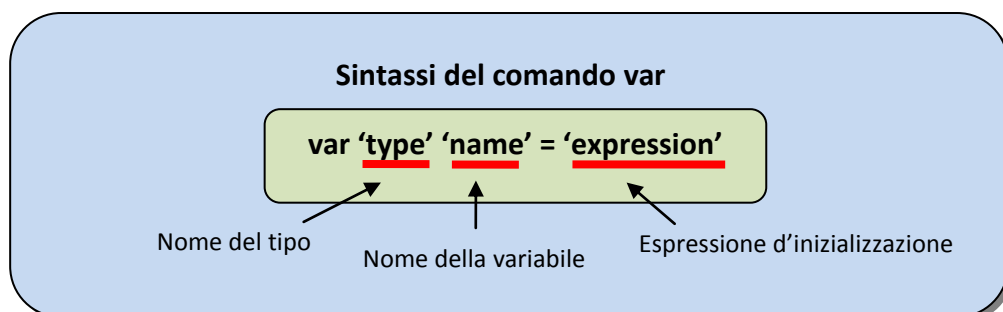 Sintassi del comando var
var ‘type’ ‘name’ = ‘expression’
Nome del tipo
Nome della variabile
Espressione d’inizializzazione